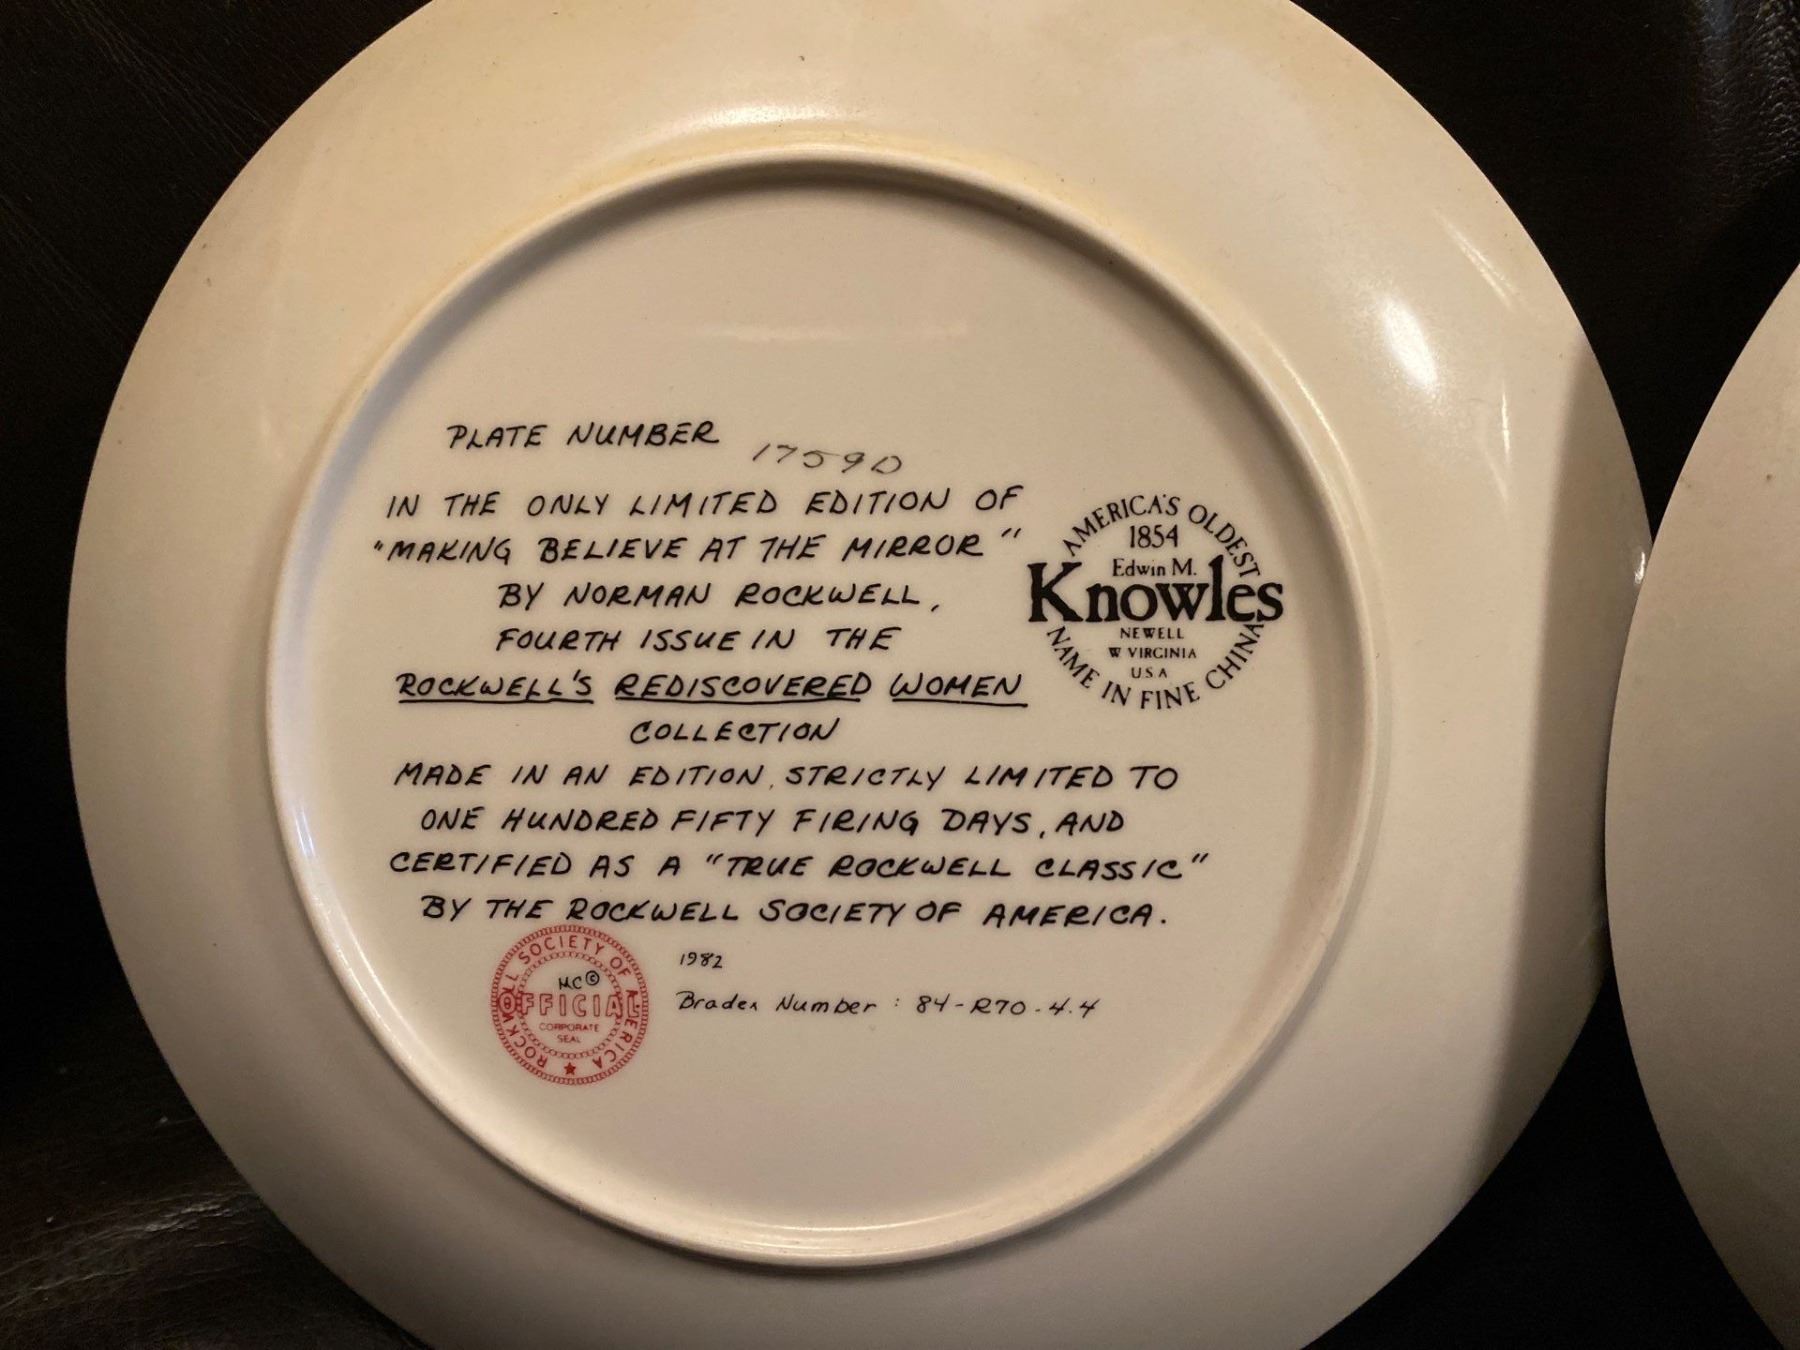 PLATE NUMBER 1759D
IN THE ONLY LIMITED EDITION OF
"MAKING BELIEVE AT THE MIRROR"
BY NORMAN ROCKWELL,
FOURTH ISSUE IN THE
ROCKWELL'S REDISCOVERED WOMEN
COLLECTION
MADE IN AN EDITION, STRICTLY LIMITED TO
ONE HUNDRED FIFTY FIRING DAYS, AND
CERTIFIED AS A "TRUE ROCKWELL CLASSIC"
BY THE ROCKWELL SOCIETY OF AMERICA.
AMERICA'S OLDEST
1854
Edwin M.
Knowles
NEWELL
W VIRGINIA
USA
NAME IN FINE CHINA
ROCKWELL SOCIETY OF AMERICA
MC©
OFFICIAL
CORPORATE
SEAL
1982
Bradex Number: 84-R70-4.4